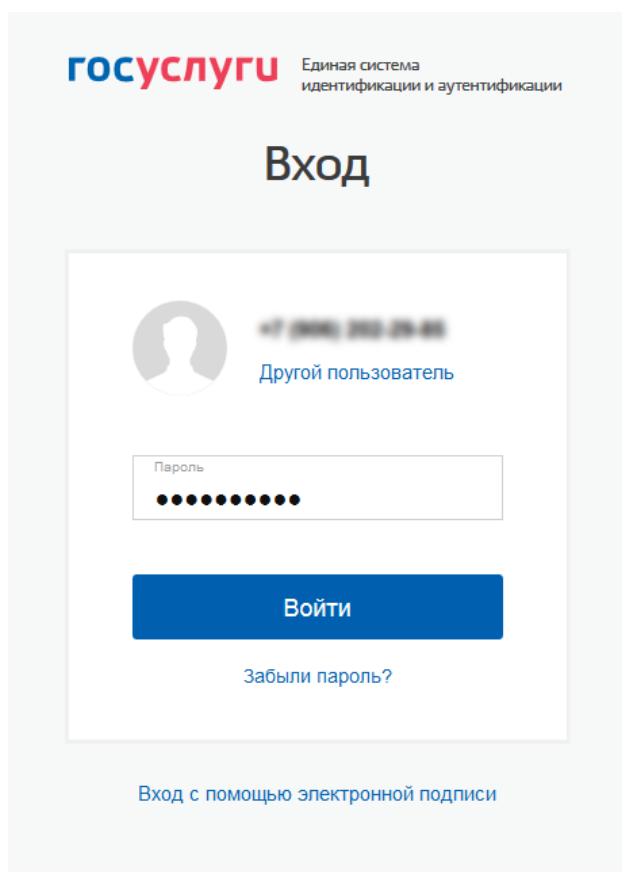 госуслуги
Единая система
идентификации и аутентификации
Вход
Другой пользователь
Пароль
••••••••••
Войти
Забыли пароль?
Вход с помощью электронной подписи